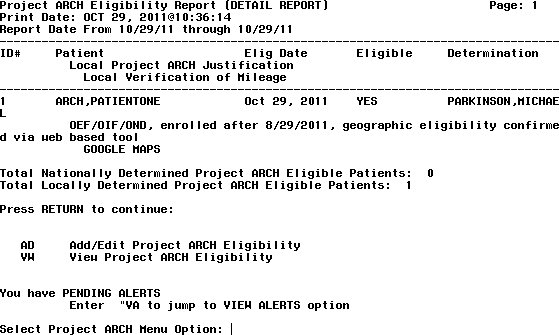 Project ARCH Eligibility Report (DETAIL REPORT) Page: 1
Print Date: OCT 29, 2011@10:36:14
Report Date From 10/29/11 through 10/29/11
--------------------------------------------------------------------------------
ID# Patient Elig Date Eligible Determination
Local Project ARCH Justification
Local Verification of Mileage
--------------------------------------------------------------------------------
1 ARCH,PATIENTONE Oct 29, 2011 YES PARKINSON,MICHAE
L
OEF/OIF/OND, enrolled after 8/29/2011, geographic eligibility confirme
d via web based tool
GOOGLE MAPS
Total Nationally Determined Project ARCH Eligible Patients: 0
Total Locally Determined Project ARCH Eligible Patients: 1
Press RETURN to continue:
AD Add/Edit Project ARCH Eligibility
VW View Project ARCH Eligibility
You have PENDING ALERTS
Enter "VA to jump to VIEW ALERTS option
Select Project ARCH Menu Option: